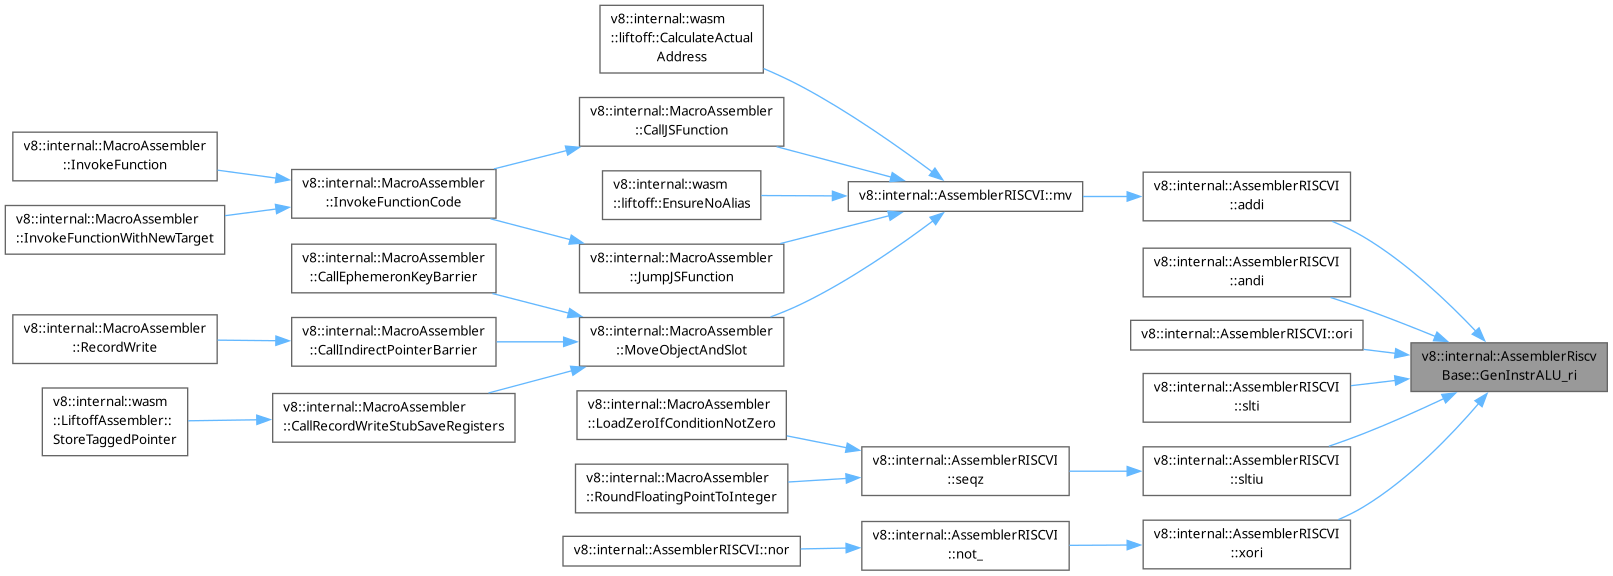 v8::internal::wasm
::liftoff::CalculateActual
Address
v8::internal::MacroAssembler
::CallJSFunction
v8::internal::MacroAssembler
::InvokeFunction
v8::internal::MacroAssembler
::InvokeFunctionCode
v8::internal::wasm
::liftoff::EnsureNoAlias
v8::internal::AssemblerRISCVI::mv
v8::internal::AssemblerRISCVI
::addi
v8::internal::MacroAssembler
::InvokeFunctionWithNewTarget
v8::internal::MacroAssembler
::CallEphemeronKeyBarrier
v8::internal::MacroAssembler
::JumpJSFunction
v8::internal::AssemblerRISCVI
::andi
v8::internal::MacroAssembler
::RecordWrite
v8::internal::MacroAssembler
::CallIndirectPointerBarrier
v8::internal::MacroAssembler
::MoveObjectAndSlot
v8::internal::AssemblerRISCVI::ori
v8::internal::AssemblerRiscv
Base::GenInstrALU_ri
v8::internal::wasm
::LiftoffAssembler::
StoreTaggedPointer
v8::internal::MacroAssembler
::CallRecordWriteStubSaveRegisters
v8::internal::MacroAssembler
::LoadZeroIfConditionNotZero
v8::internal::AssemblerRISCVI
::slti
v8::internal::MacroAssembler
::RoundFloatingPointToInteger
v8::internal::AssemblerRISCVI
::seqz
v8::internal::AssemblerRISCVI
::sltiu
v8::internal::AssemblerRISCVI::nor
v8::internal::AssemblerRISCVI
::not_
v8::internal::AssemblerRISCVI
::xori